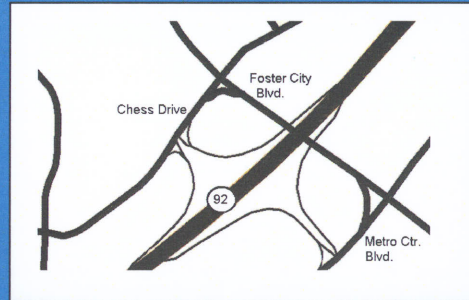 Foster City
Blvd.
Chess Drive
92
Metro Ctr.
Blvd.